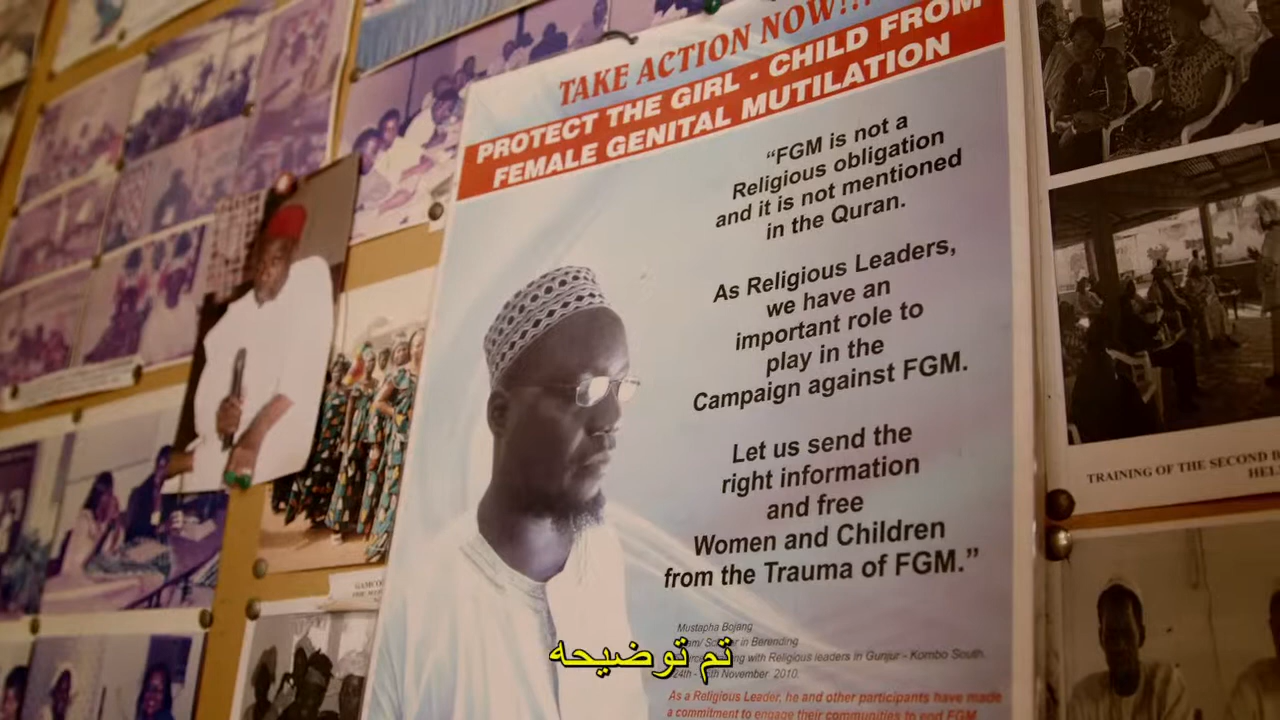 TAKE ACTION NOW!!!
PROTECT THE GIRL - CHILD FROM
FEMALE GENITAL MUTILATION
“FGM is not a
Religious obligation
and it is not mentioned
in the Quran.
As Religious Leaders,
we have an
important role to
play in the
Campaign against FGM.
Let us send the
right information
and free
Women and Children
from the Trauma of FGM.”
Mustapha Bojang
in Berending
with Religious leaders in Gunjur - Kombo South.
November 2010.
As a Religious Leader, he and other participants have made
a commitment to engage their communities to end FGM
تم توضيحه
TRAINING OF THE SECOND